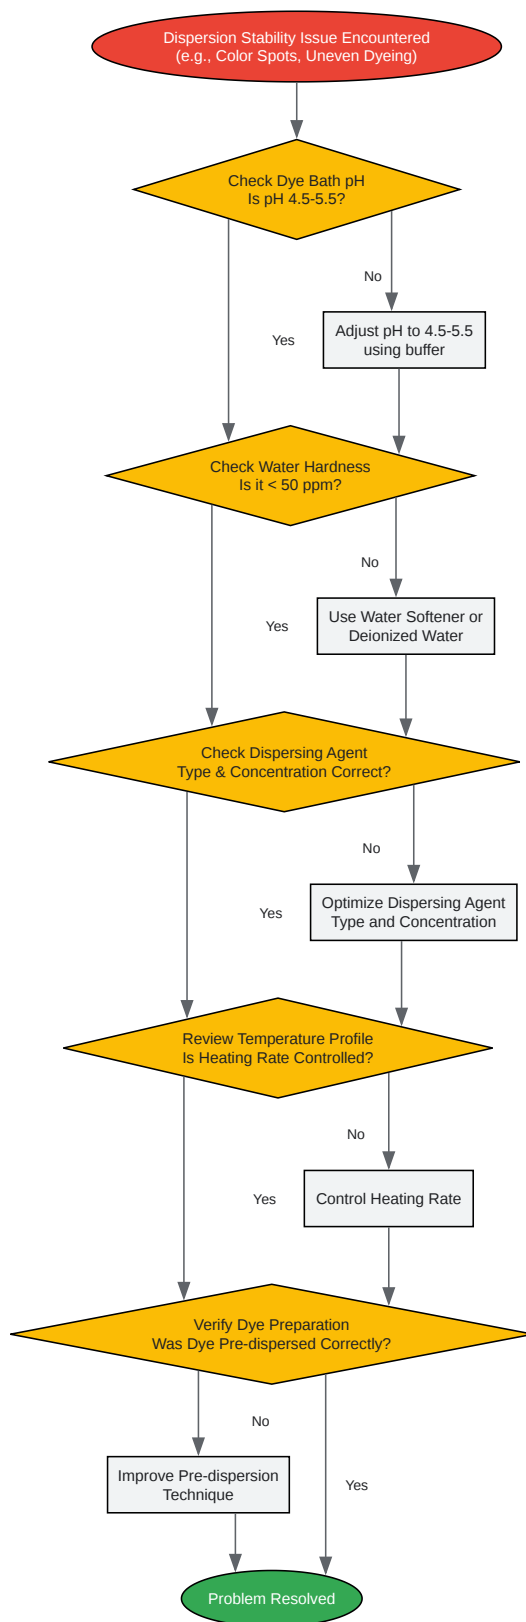 Dispersion Stability Issue Encountered
(e.g., Color Spots, Uneven Dyeing)
Check Dye Bath pH
Is pH 4.5-5.5?
No
Yes
Adjust pH to 4.5-5.5
using buffer
Check Water Hardness
Is it < 50 ppm?
No
Yes
Use Water Softener or
Deionized Water
Check Dispersing Agent
Type & Concentration Correct?
No
Yes
Optimize Dispersing Agent
Type and Concentration
Review Temperature Profile
Is Heating Rate Controlled?
No
Yes
Control Heating Rate
Verify Dye Preparation
Was Dye Pre-dispersed Correctly?
No
Improve Pre-dispersion
Technique
Yes
Problem Resolved